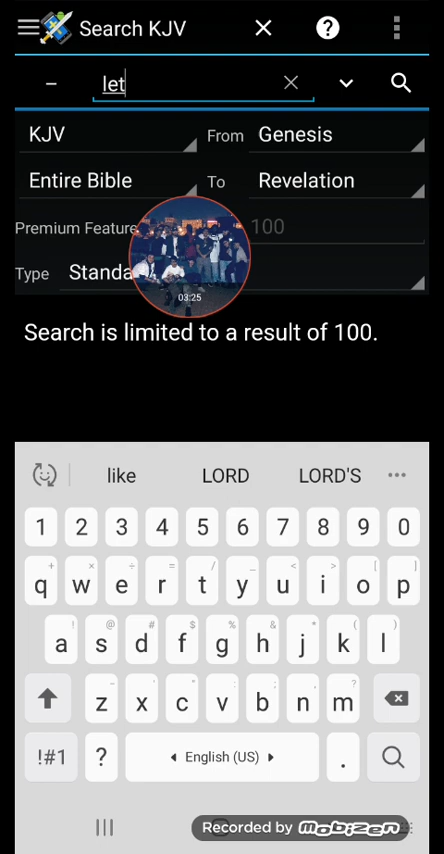 Search KJV ?
– let
KJV From Genesis
Entire Bible To Revelation
Premium Feature 100
Type Standa
03:25
Search is limited to a result of 100.
like LORD LORD'S
1 2 3 4 5 6 7 8 9 0
q w e r t y u i o p
a s d f g h j k l
z x c v b n m
!#1 ? English (US) .
Recorded by Mobizen